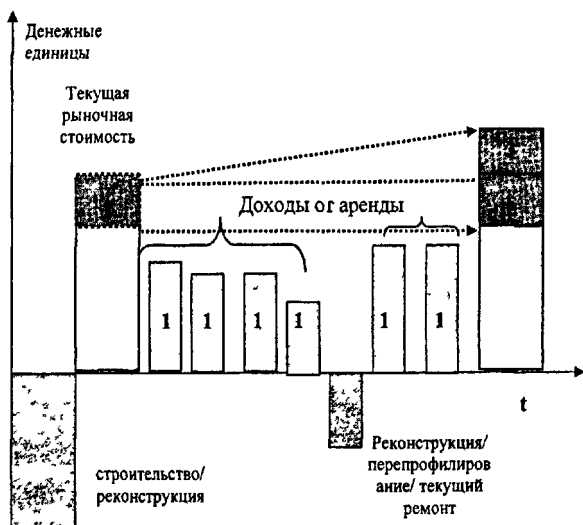 Денежные
единицы
Текущая
рыночная
стоимость
Доходы от аренды
1
1
1
1
1
1
t
строительство/
реконструкция
Реконструкция/
перепрофилиров
ание/ текущий
ремонт